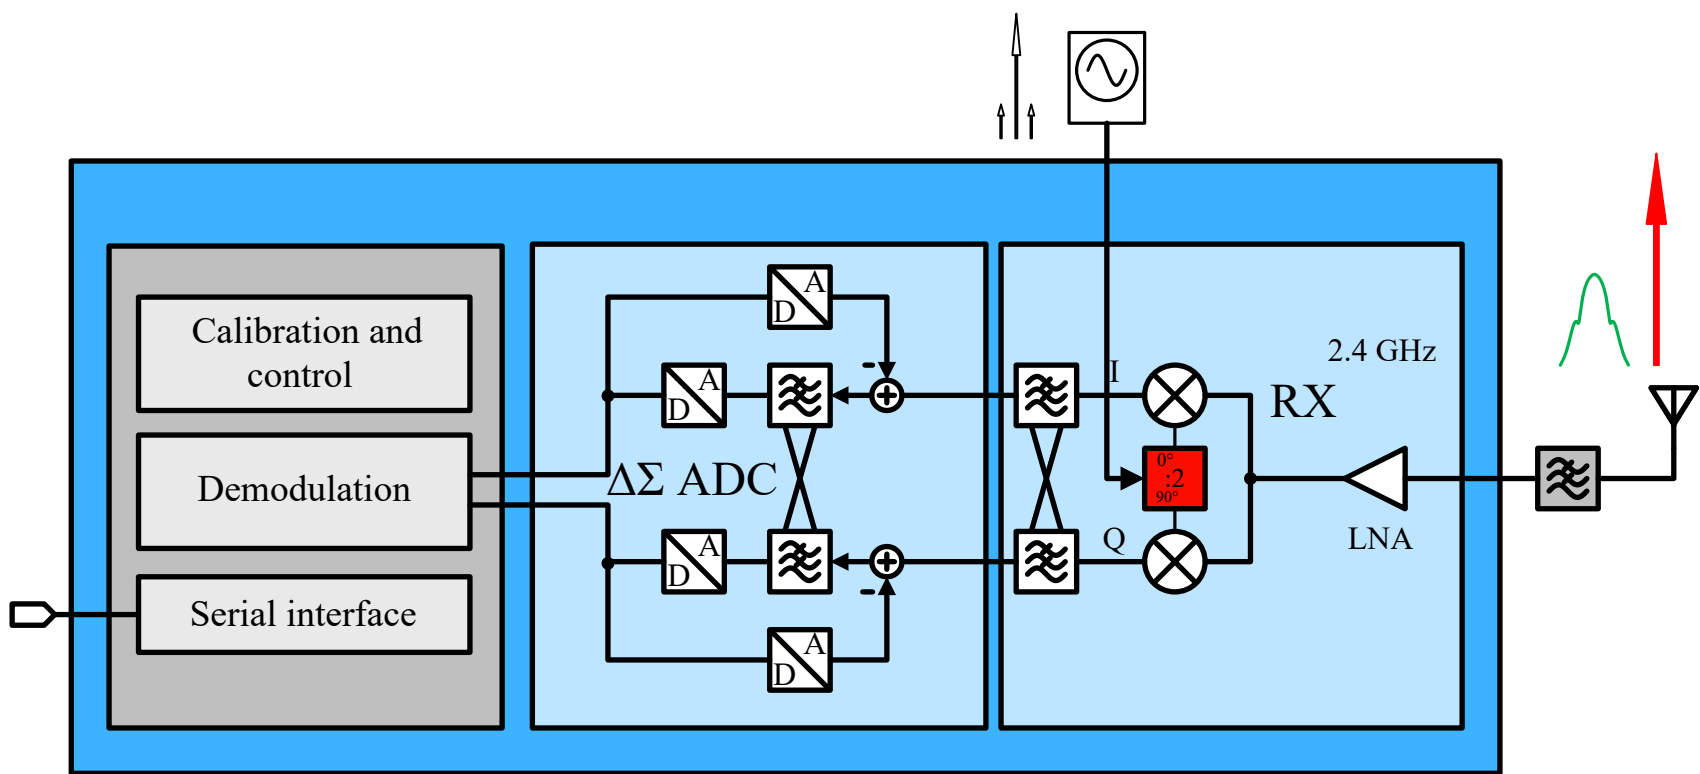 A
D
Calibration and
control
2.4 GHz
A
D
I
RX
Demodulation
ΔΣ ADC
0°
:2
90°
Q
LNA
A
D
Serial interface
A
D